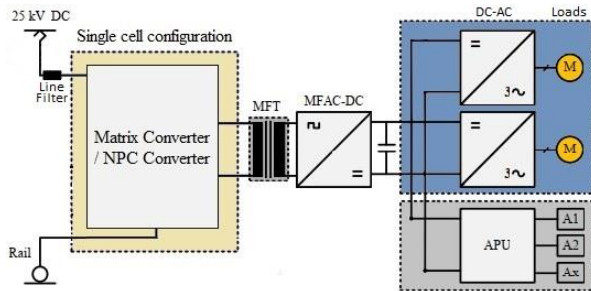 25 kV DC
Single cell configuration
Line
Filter
Matrix Converter
/ NPC Converter
Rail
MFT
MFAC-DC
=
DC-AC
Loads
=
3~
M
=
3~
M
APU
A1
A2
Ax